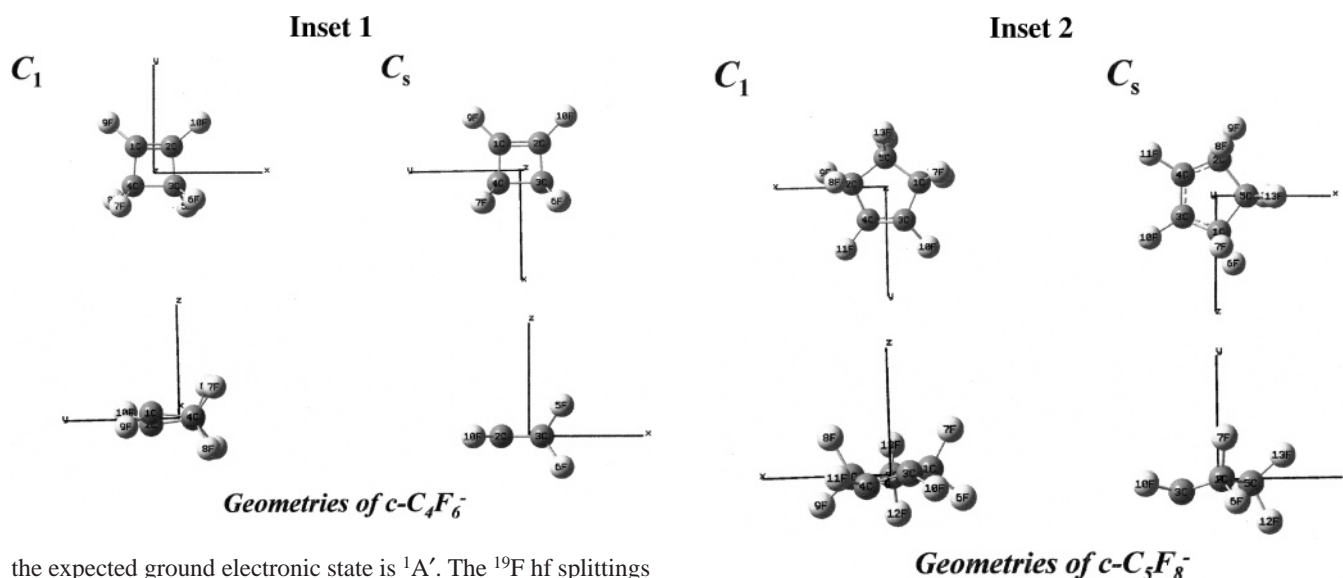 Inset 1
C₁
Cₛ
y
x
z
9F
10F
1C
2C
4C
3C
7F
6F
5
y
z
x
9F
10F
1C
2C
4C
3C
7F
6F
z
y
x
10F
9F
1C
4C
7F
8F
z
x
10F
2C
3C
5F
6F
Geometries of c-C₄F₆⁻
the expected ground electronic state is ¹A′. The ¹⁹F hf splittings
Inset 2
C₁
Cₛ
x
y
13F
5C
9F
8F
2C
1C
7F
4C
3C
11F
10F
x
z
9F
8F
2C
11F
4C
5C
13F
3C
1C
10F
7F
6F
z
x
8F
13F
7F
11F
4C
3C
1C
10F
9F
6F
12F
y
7F
13F
10F
3C
2C
5C
6F
12F
Geometries of c-C₅F₈⁻